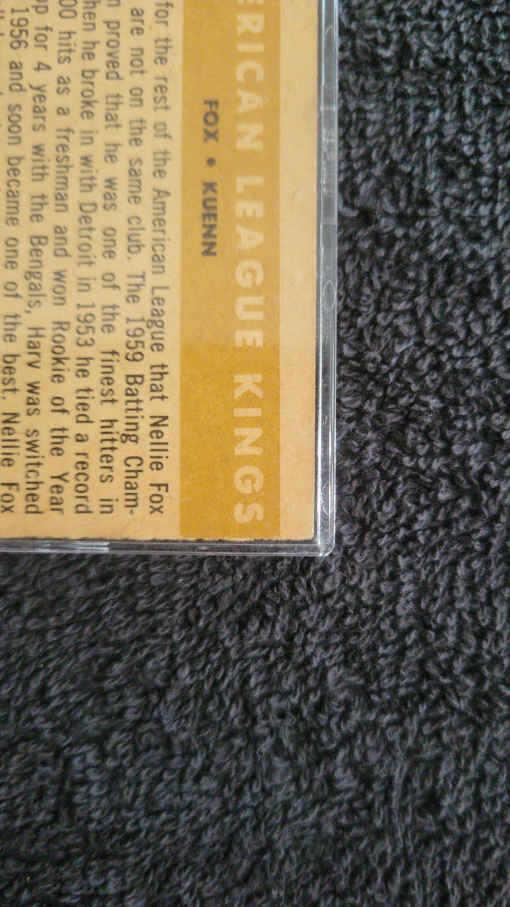 ERICAN LEAGUE KINGS
FOX • KUENN
for the rest of the American League that Nellie Fox
are not on the same club. The 1959 Batting Cham-
n proved that he was one of the finest hitters in
hen he broke in with Detroit in 1953 he tied a record
00 hits as a freshman and won Rookie of the Year
op for 4 years with the Bengals, Harv was switched
1956 and soon became one of the best. Nellie Fox